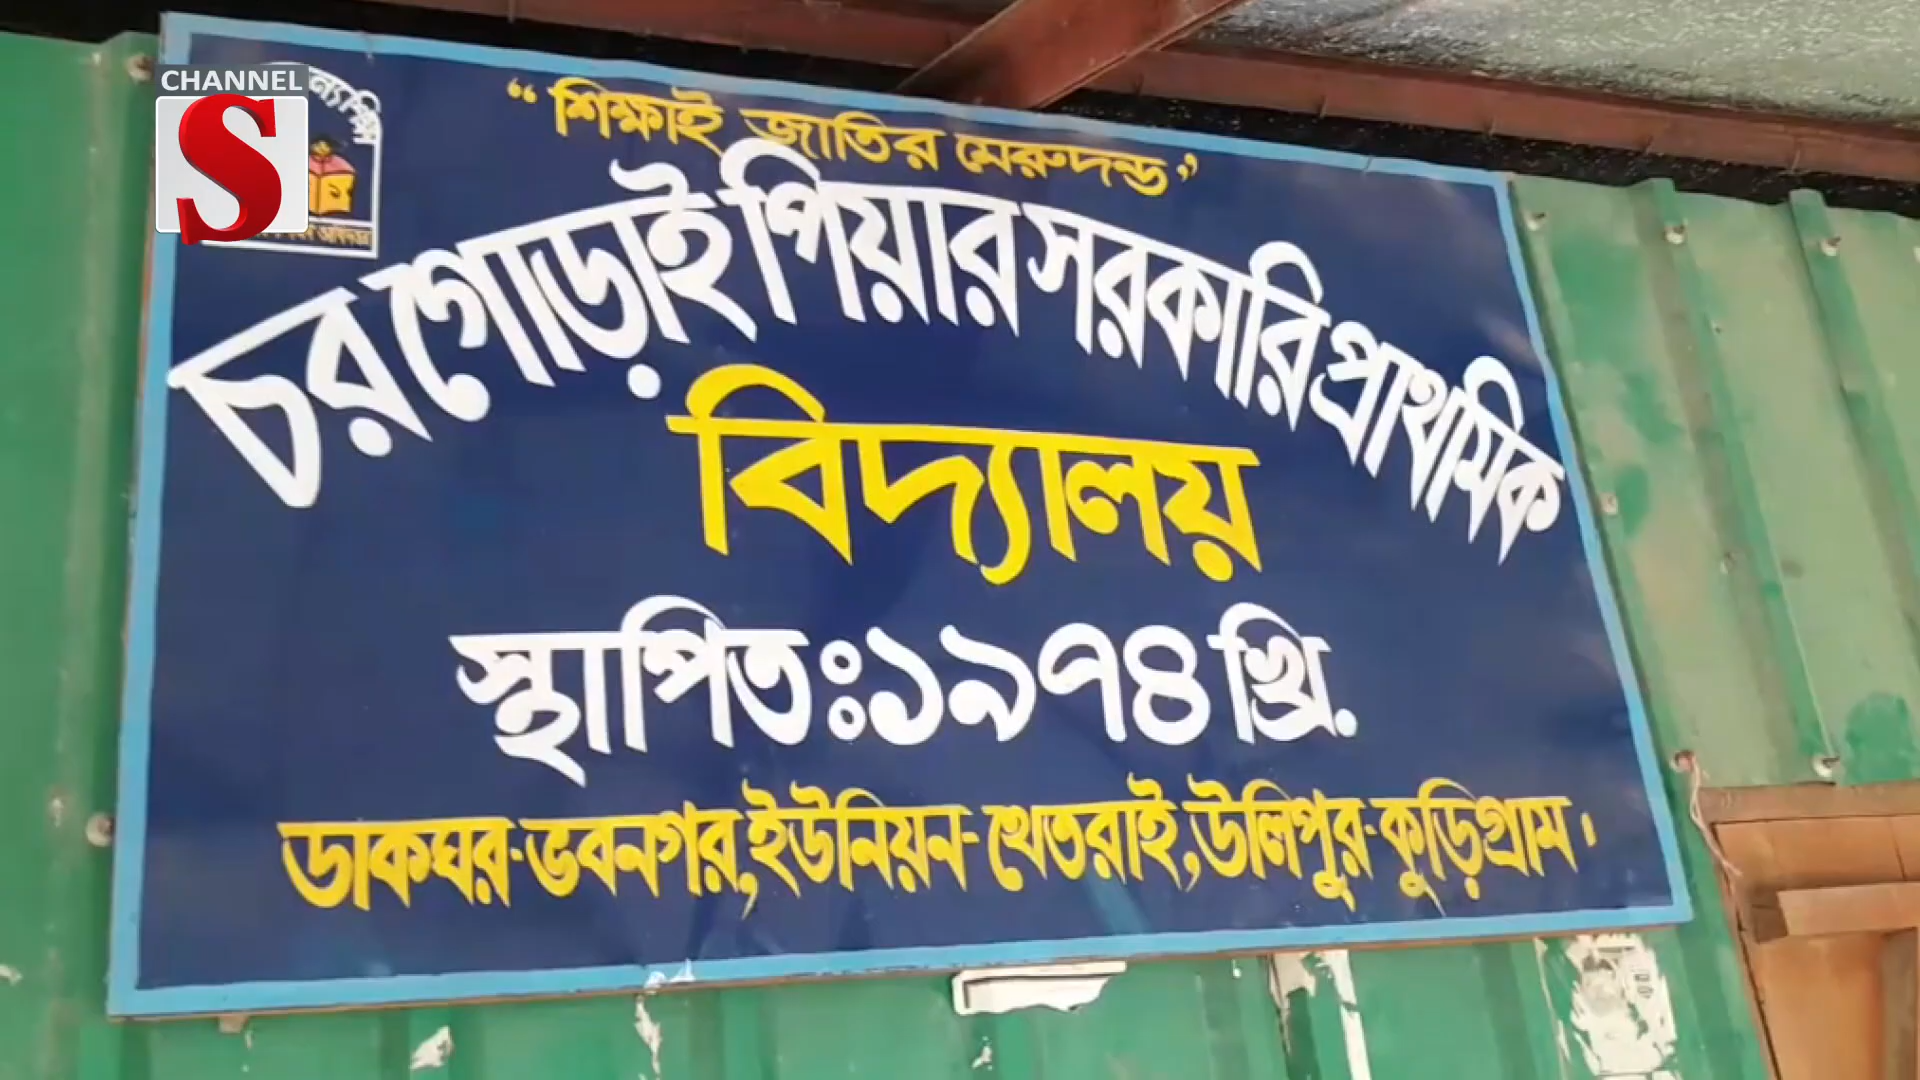 CHANNEL
S
“শিক্ষাই জাতির মেরুদন্ড”
চর গোড়াই পিয়ার সরকারি প্রাথমিক
বিদ্যালয়
স্থাপিতঃ১৯৭৪ খ্রি.
ডাকঘর-ভবনগর,ইউনিয়ন- থেতরাই,উলিপুর-কুড়িগ্রাম।